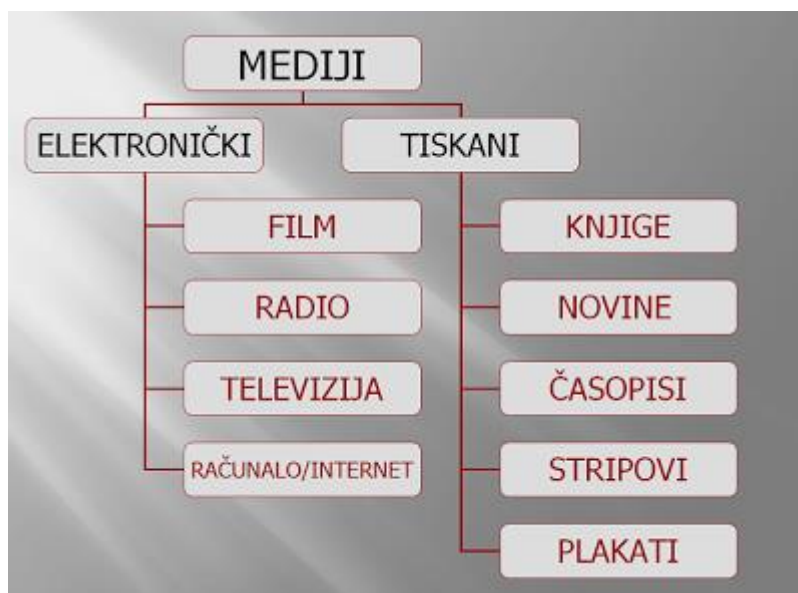 MEDIJI
ELEKTRONIČKI
FILM
RADIO
TELEVIZIJA
RAČUNALO/INTERNET
TISKANI
KNJIGE
NOVINE
ČASOPISI
STRIPOVI
PLAKATI